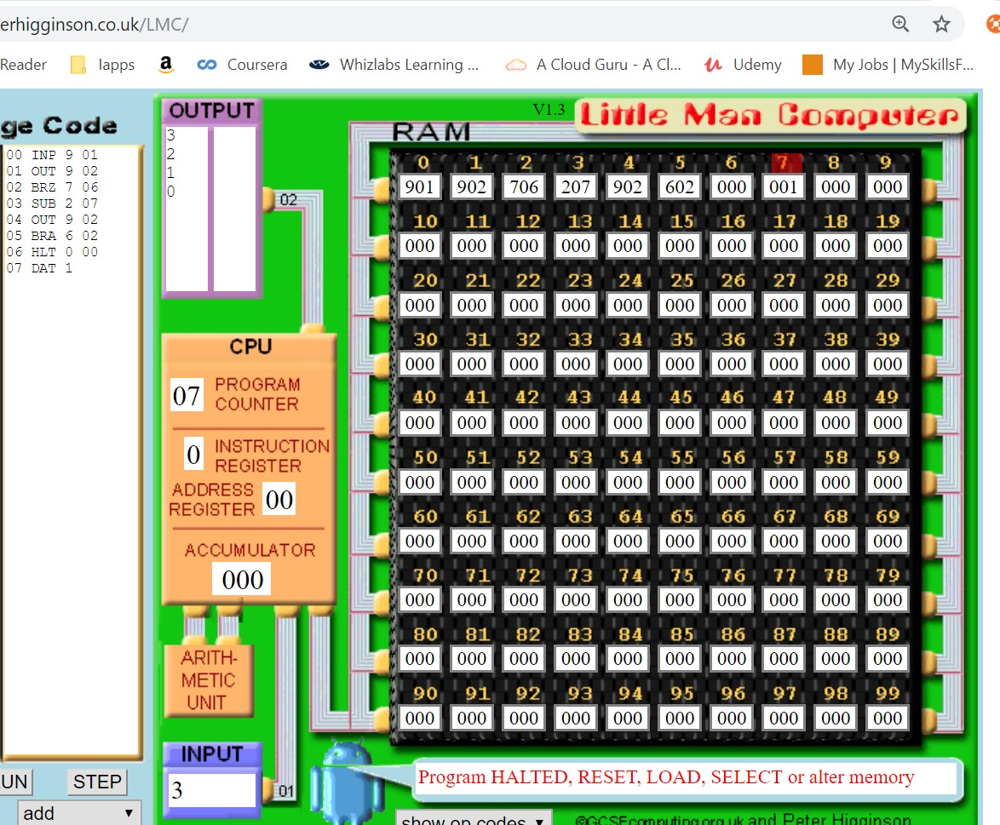 erhigginson.co.uk/LMC/
Reader lapps Coursera Whizlabs Learning ... A Cloud Guru - A Cl... Udemy My Jobs | MySkillsF...
ge Code
00 INP 9 01
01 OUT 9 02
02 BRZ 7 06
03 SUB 2 07
04 OUT 9 02
05 BRA 6 02
06 HLT 0 00
07 DAT 1
UN STEP
add
OUTPUT
3
2
1
0
02
CPU
07 PROGRAM
COUNTER
0 INSTRUCTION
REGISTER
ADDRESS
REGISTER 00
ACCUMULATOR
000
ARITH-
METIC
UNIT
INPUT
3
01
V1.3
Little Man Computer
RAM
0 1 2 3 4 5 6 7 8 9
901 902 706 207 902 602 000 001 000 000
10 11 12 13 14 15 16 17 18 19
000 000 000 000 000 000 000 000 000 000
20 21 22 23 24 25 26 27 28 29
000 000 000 000 000 000 000 000 000 000
30 31 32 33 34 35 36 37 38 39
000 000 000 000 000 000 000 000 000 000
40 41 42 43 44 45 46 47 48 49
000 000 000 000 000 000 000 000 000 000
50 51 52 53 54 55 56 57 58 59
000 000 000 000 000 000 000 000 000 000
60 61 62 63 64 65 66 67 68 69
000 000 000 000 000 000 000 000 000 000
70 71 72 73 74 75 76 77 78 79
000 000 000 000 000 000 000 000 000 000
80 81 82 83 84 85 86 87 88 89
000 000 000 000 000 000 000 000 000 000
90 91 92 93 94 95 96 97 98 99
000 000 000 000 000 000 000 000 000 000
Program HALTED, RESET, LOAD, SELECT or alter memory
show op codes
©GCSEcomputing.org.uk and Peter Higginson